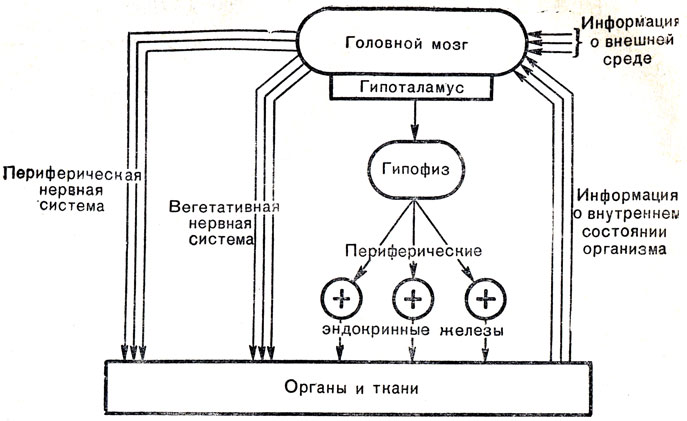 Головной мозг
Информация
о внешней
среде
Гипоталамус
Гипофиз
Периферическая
нервная
система
Вегетативная
нервная
система
Информация
о внутреннем
состоянии
организма
Периферические
+ + +
эндокринные железы
Органы и ткани